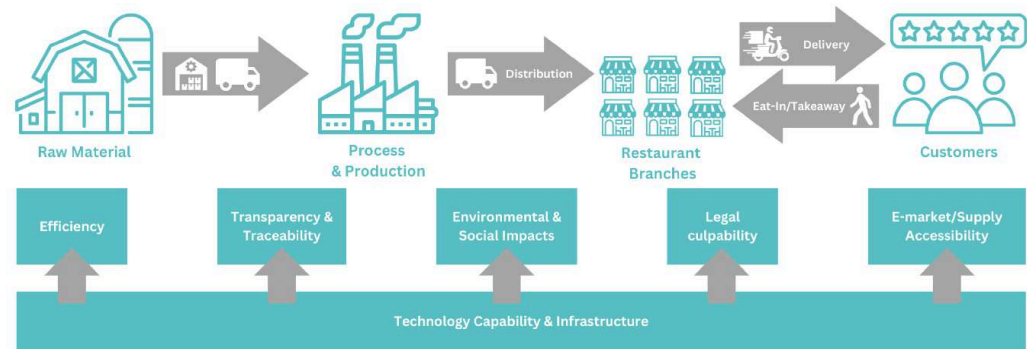 Delivery
Distribution
Eat-In/Takeaway
Raw Material
Process
& Production
Restaurant
Branches
Customers
Efficiency
Transparency &
Traceability
Environmental &
Social Impacts
Legal
culpability
E-market/Supply
Accessibility
Technology Capability & Infrastructure